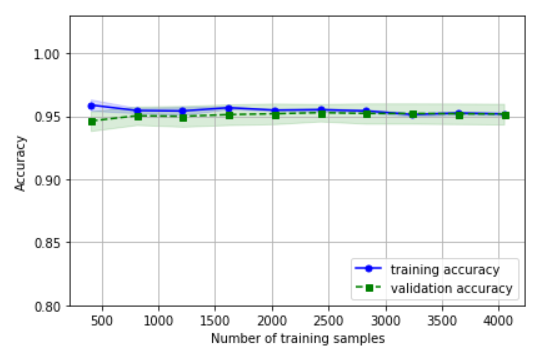 1.00
0.95
0.90
0.85
0.80
Accuracy
training accuracy
validation accuracy
500 1000 1500 2000 2500 3000 3500 4000
Number of training samples